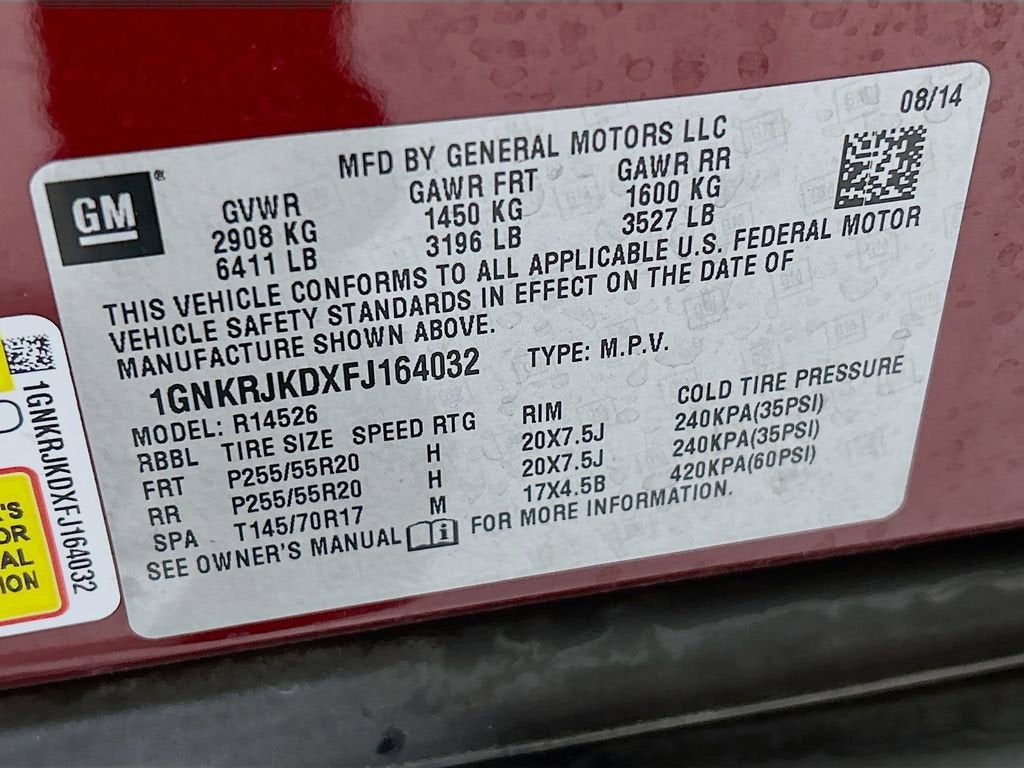 08/14
MFD BY GENERAL MOTORS LLC
GM®
GVWR GAWR FRT GAWR RR
2908 KG 1450 KG 1600 KG
6411 LB 3196 LB 3527 LB
THIS VEHICLE CONFORMS TO ALL APPLICABLE U.S. FEDERAL MOTOR
VEHICLE SAFETY STANDARDS IN EFFECT ON THE DATE OF
MANUFACTURE SHOWN ABOVE.
1GNKRJKDXFJ164032 TYPE: M.P.V.
MODEL: R14526
RBBL TIRE SIZE SPEED RTG RIM COLD TIRE PRESSURE
FRT P255/55R20 H 20X7.5J 240KPA(35PSI)
RR P255/55R20 H 20X7.5J 240KPA(35PSI)
SPA T145/70R17 M 17X4.5B 420KPA(60PSI)
SEE OWNER'S MANUAL i FOR MORE INFORMATION.
1GNKRJKDXFJ164032
'S
OR
AL
ION